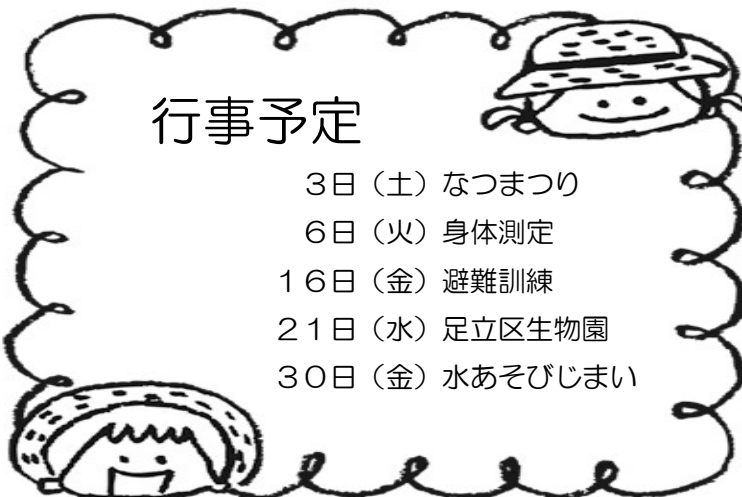 行事予定
3日（土）なつまつり
6日（火）身体測定
16日（金）避難訓練
21日（水）足立区生物園
30日（金）水あそびじまい